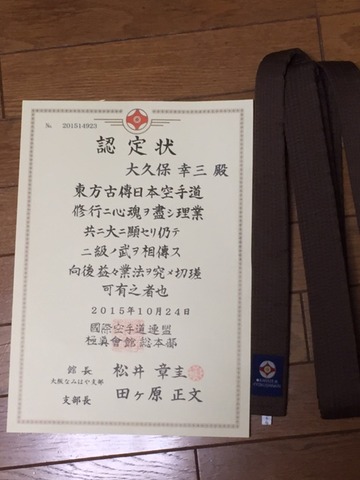 № 201514923
認定状
大久保 幸三 殿
東方古傳日本空手道
修行ニ心魂ヲ盡シ理業
共ニ大ニ顯セリ仍テ
二級ノ武ヲ相傳ス
向後益々業法ヲ究メ切瑳
可有之者也
2015年10月24日
國際空手道連盟
極真會館 総本部
館長 松井 章圭
大阪なみはや支部
支部長 田ヶ原 正文